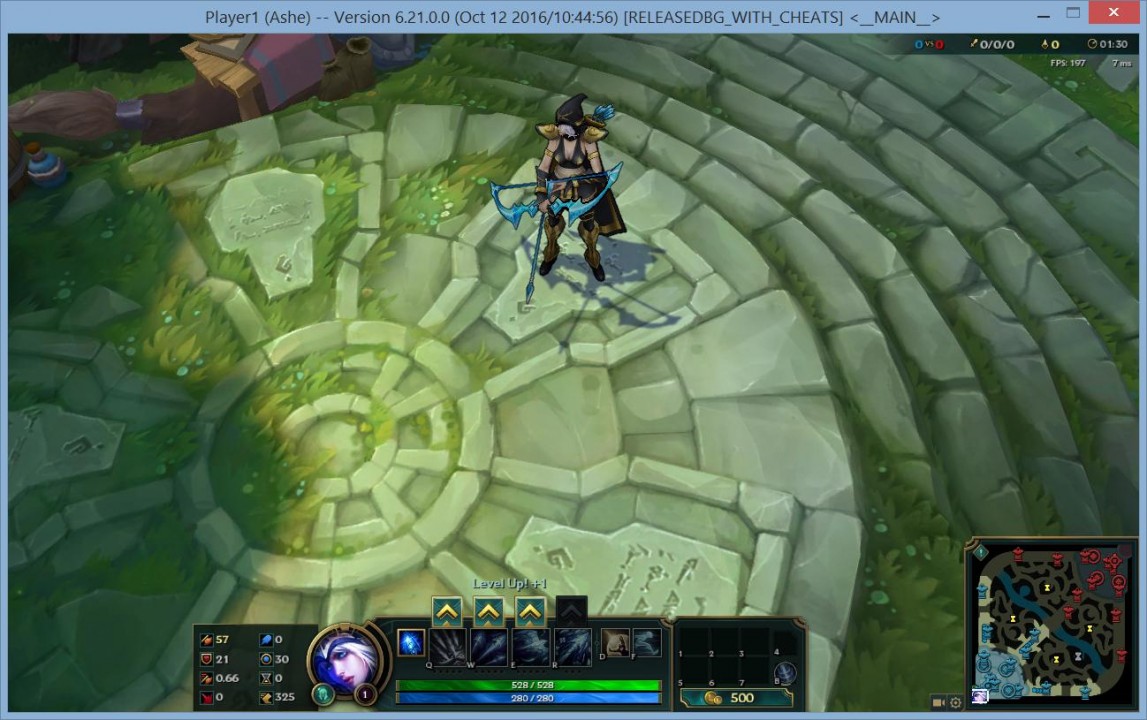 Player1 (Ashe) -- Version 6.21.0.0 (Oct 12 2016/10:44:56) [RELEASEDBG_WITH_CHEATS] <__MAIN__>
0 vs 0 0/0/0 0 01:30
FPS: 197 7 ms
Level Up! +1
57 0
21 30
0.66 0
0 325
1
Q W E R D F
528 / 528
280 / 280
1 2 3 4
5 6 7 B
500